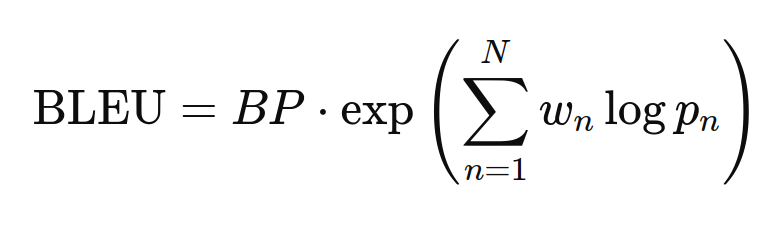 BLEU = BP · exp ( ∑_{n=1}^{N} w_n log p_n )